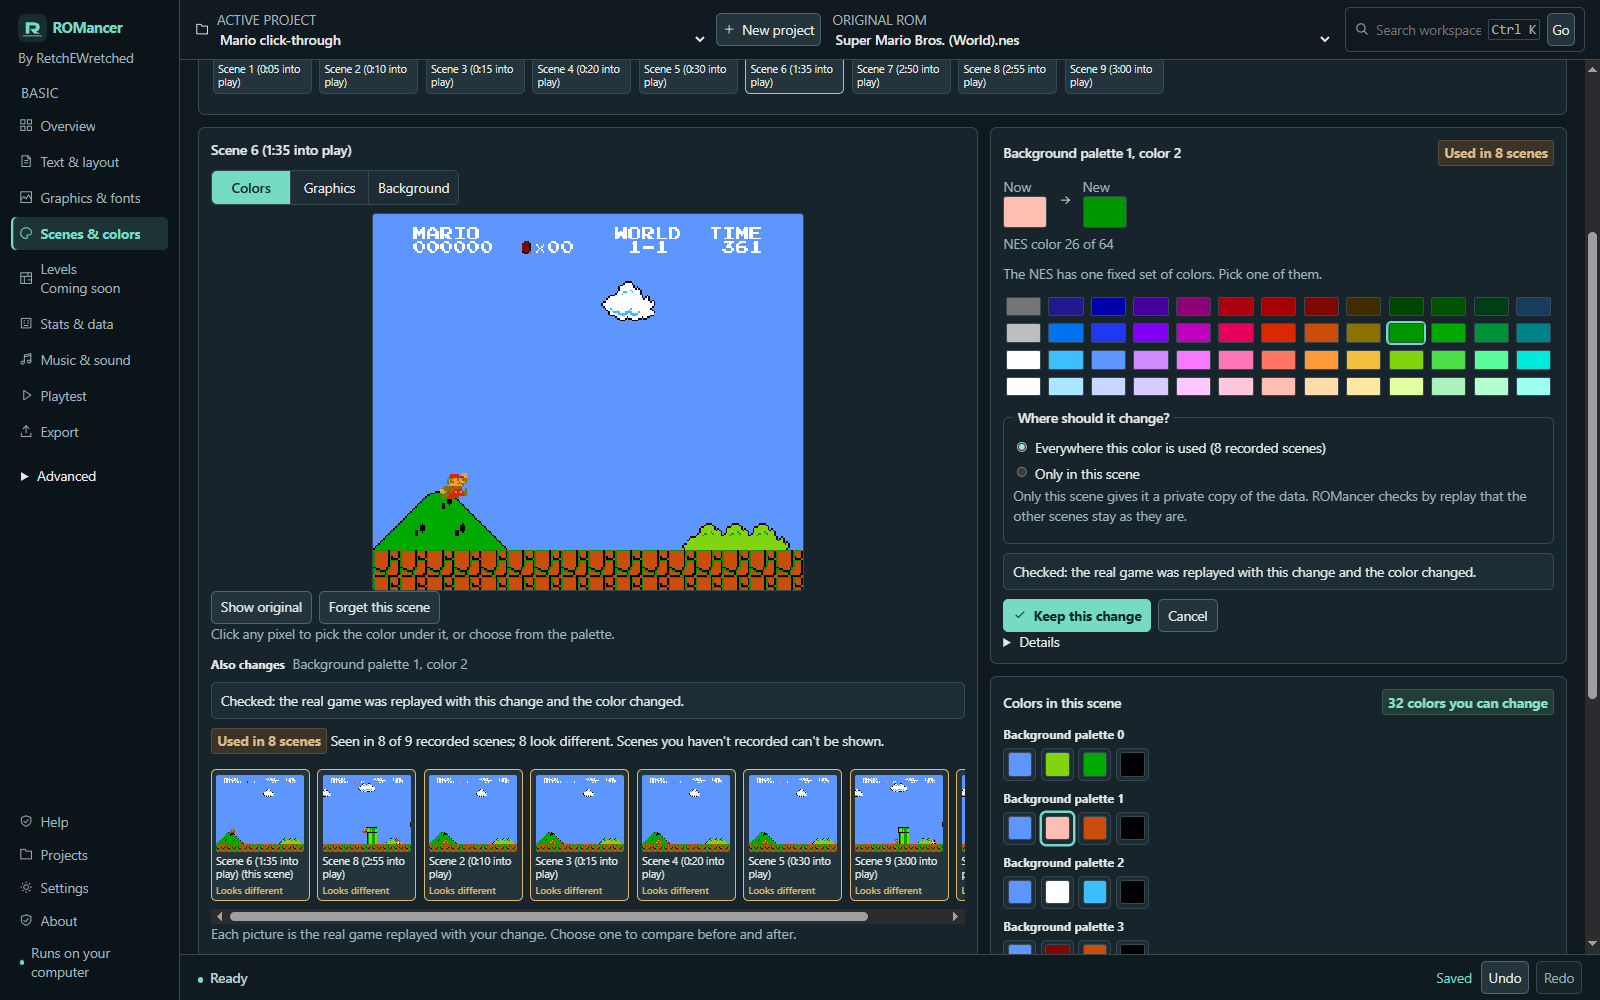 ROMancer
By RetchEWretched
BASIC
Overview
Text & layout
Graphics & fonts
Scenes & colors
Levels
Coming soon
Stats & data
Music & sound
Playtest
Export
Advanced
Help
Projects
Settings
About
Runs on your
computer
ACTIVE PROJECT
Mario click-through
+ New project
ORIGINAL ROM
Super Mario Bros. (World).nes
Search workspace
Ctrl K
Go
Scene 1 (0:05 into
play)
Scene 2 (0:10 into
play)
Scene 3 (0:15 into
play)
Scene 4 (0:20 into
play)
Scene 5 (0:30 into
play)
Scene 6 (1:35 into
play)
Scene 7 (2:50 into
play)
Scene 8 (2:55 into
play)
Scene 9 (3:00 into
play)
Scene 6 (1:35 into play)
Colors
Graphics
Background
MARIO WORLD TIME
000000 x00 1-1 361
Show original
Forget this scene
Click any pixel to pick the color under it, or choose from the palette.
Also changes Background palette 1, color 2
Checked: the real game was replayed with this change and the color changed.
Used in 8 scenes Seen in 8 of 9 recorded scenes; 8 look different. Scenes you haven't recorded can't be shown.
Scene 6 (1:35 into
play) (this scene)
Looks different
Scene 8 (2:55 into
play)
Looks different
Scene 2 (0:10 into
play)
Looks different
Scene 3 (0:15 into
play)
Looks different
Scene 4 (0:20 into
play)
Looks different
Scene 5 (0:30 into
play)
Looks different
Scene 9 (3:00 into
play)
Looks different
Each picture is the real game replayed with your change. Choose one to compare before and after.
Background palette 1, color 2
Used in 8 scenes
Now → New
NES color 26 of 64
The NES has one fixed set of colors. Pick one of them.
Where should it change?
Everywhere this color is used (8 recorded scenes)
Only in this scene
Only this scene gives it a private copy of the data. ROMancer checks by replay that the
other scenes stay as they are.
Checked: the real game was replayed with this change and the color changed.
Keep this change
Cancel
Details
Colors in this scene
32 colors you can change
Background palette 0
Background palette 1
Background palette 2
Background palette 3
Ready
Saved
Undo
Redo